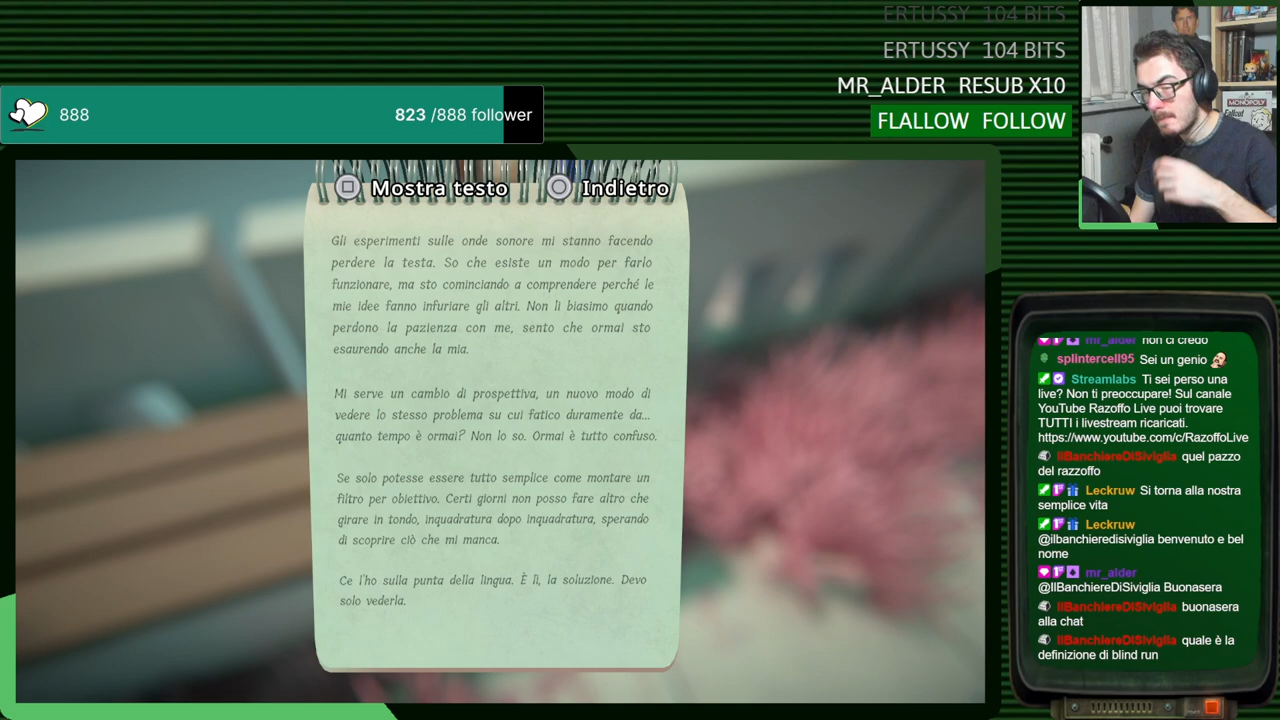 ERTUSSY 104 BITS
ERTUSSY 104 BITS
MR_ALDER RESUB X10
FLALLOW FOLLOW
888
823 /888 follower
Mostra testo
Indietro
Gli esperimenti sulle onde sonore mi stanno facendo
perdere la testa. So che esiste un modo per farlo
funzionare, ma sto cominciando a comprendere perché le
mie idee fanno infuriare gli altri. Non li biasimo quando
perdono la pazienza con me, sento che ormai sto
esaurendo anche la mia.
Mi serve un cambio di prospettiva, un nuovo modo di
vedere lo stesso problema su cui fatico duramente da...
quanto tempo è ormai? Non lo so. Ormai è tutto confuso.
Se solo potesse essere tutto semplice come montare un
filtro per obiettivo. Certi giorni non posso fare altro che
girare in tondo, inquadratura dopo inquadratura, sperando
di scoprire ciò che mi manca.
Ce l'ho sulla punta della lingua. È lì, la soluzione. Devo
solo vederla.
MONOPOLY
Fallout
mr_alder non ci credo
splintercell95 Sei un genio
Streamlabs Ti sei perso una
live? Non ti preoccupare! Sul canale
YouTube Razoffo Live puoi trovare
TUTTI i livestream ricaricati.
https://www.youtube.com/c/RazoffoLive
IlBanchiereDiSiviglia quel pazzo
del razzoffo
Leckruw Si torna alla nostra
semplice vita
Leckruw
@ilbanchieredisiviglia benvenuto e bel
nome
mr_alder
@IlBanchiereDiSiviglia Buonasera
IlBanchiereDiSiviglia buonasera
alla chat
IlBanchiereDiSiviglia quale è la
definizione di blind run